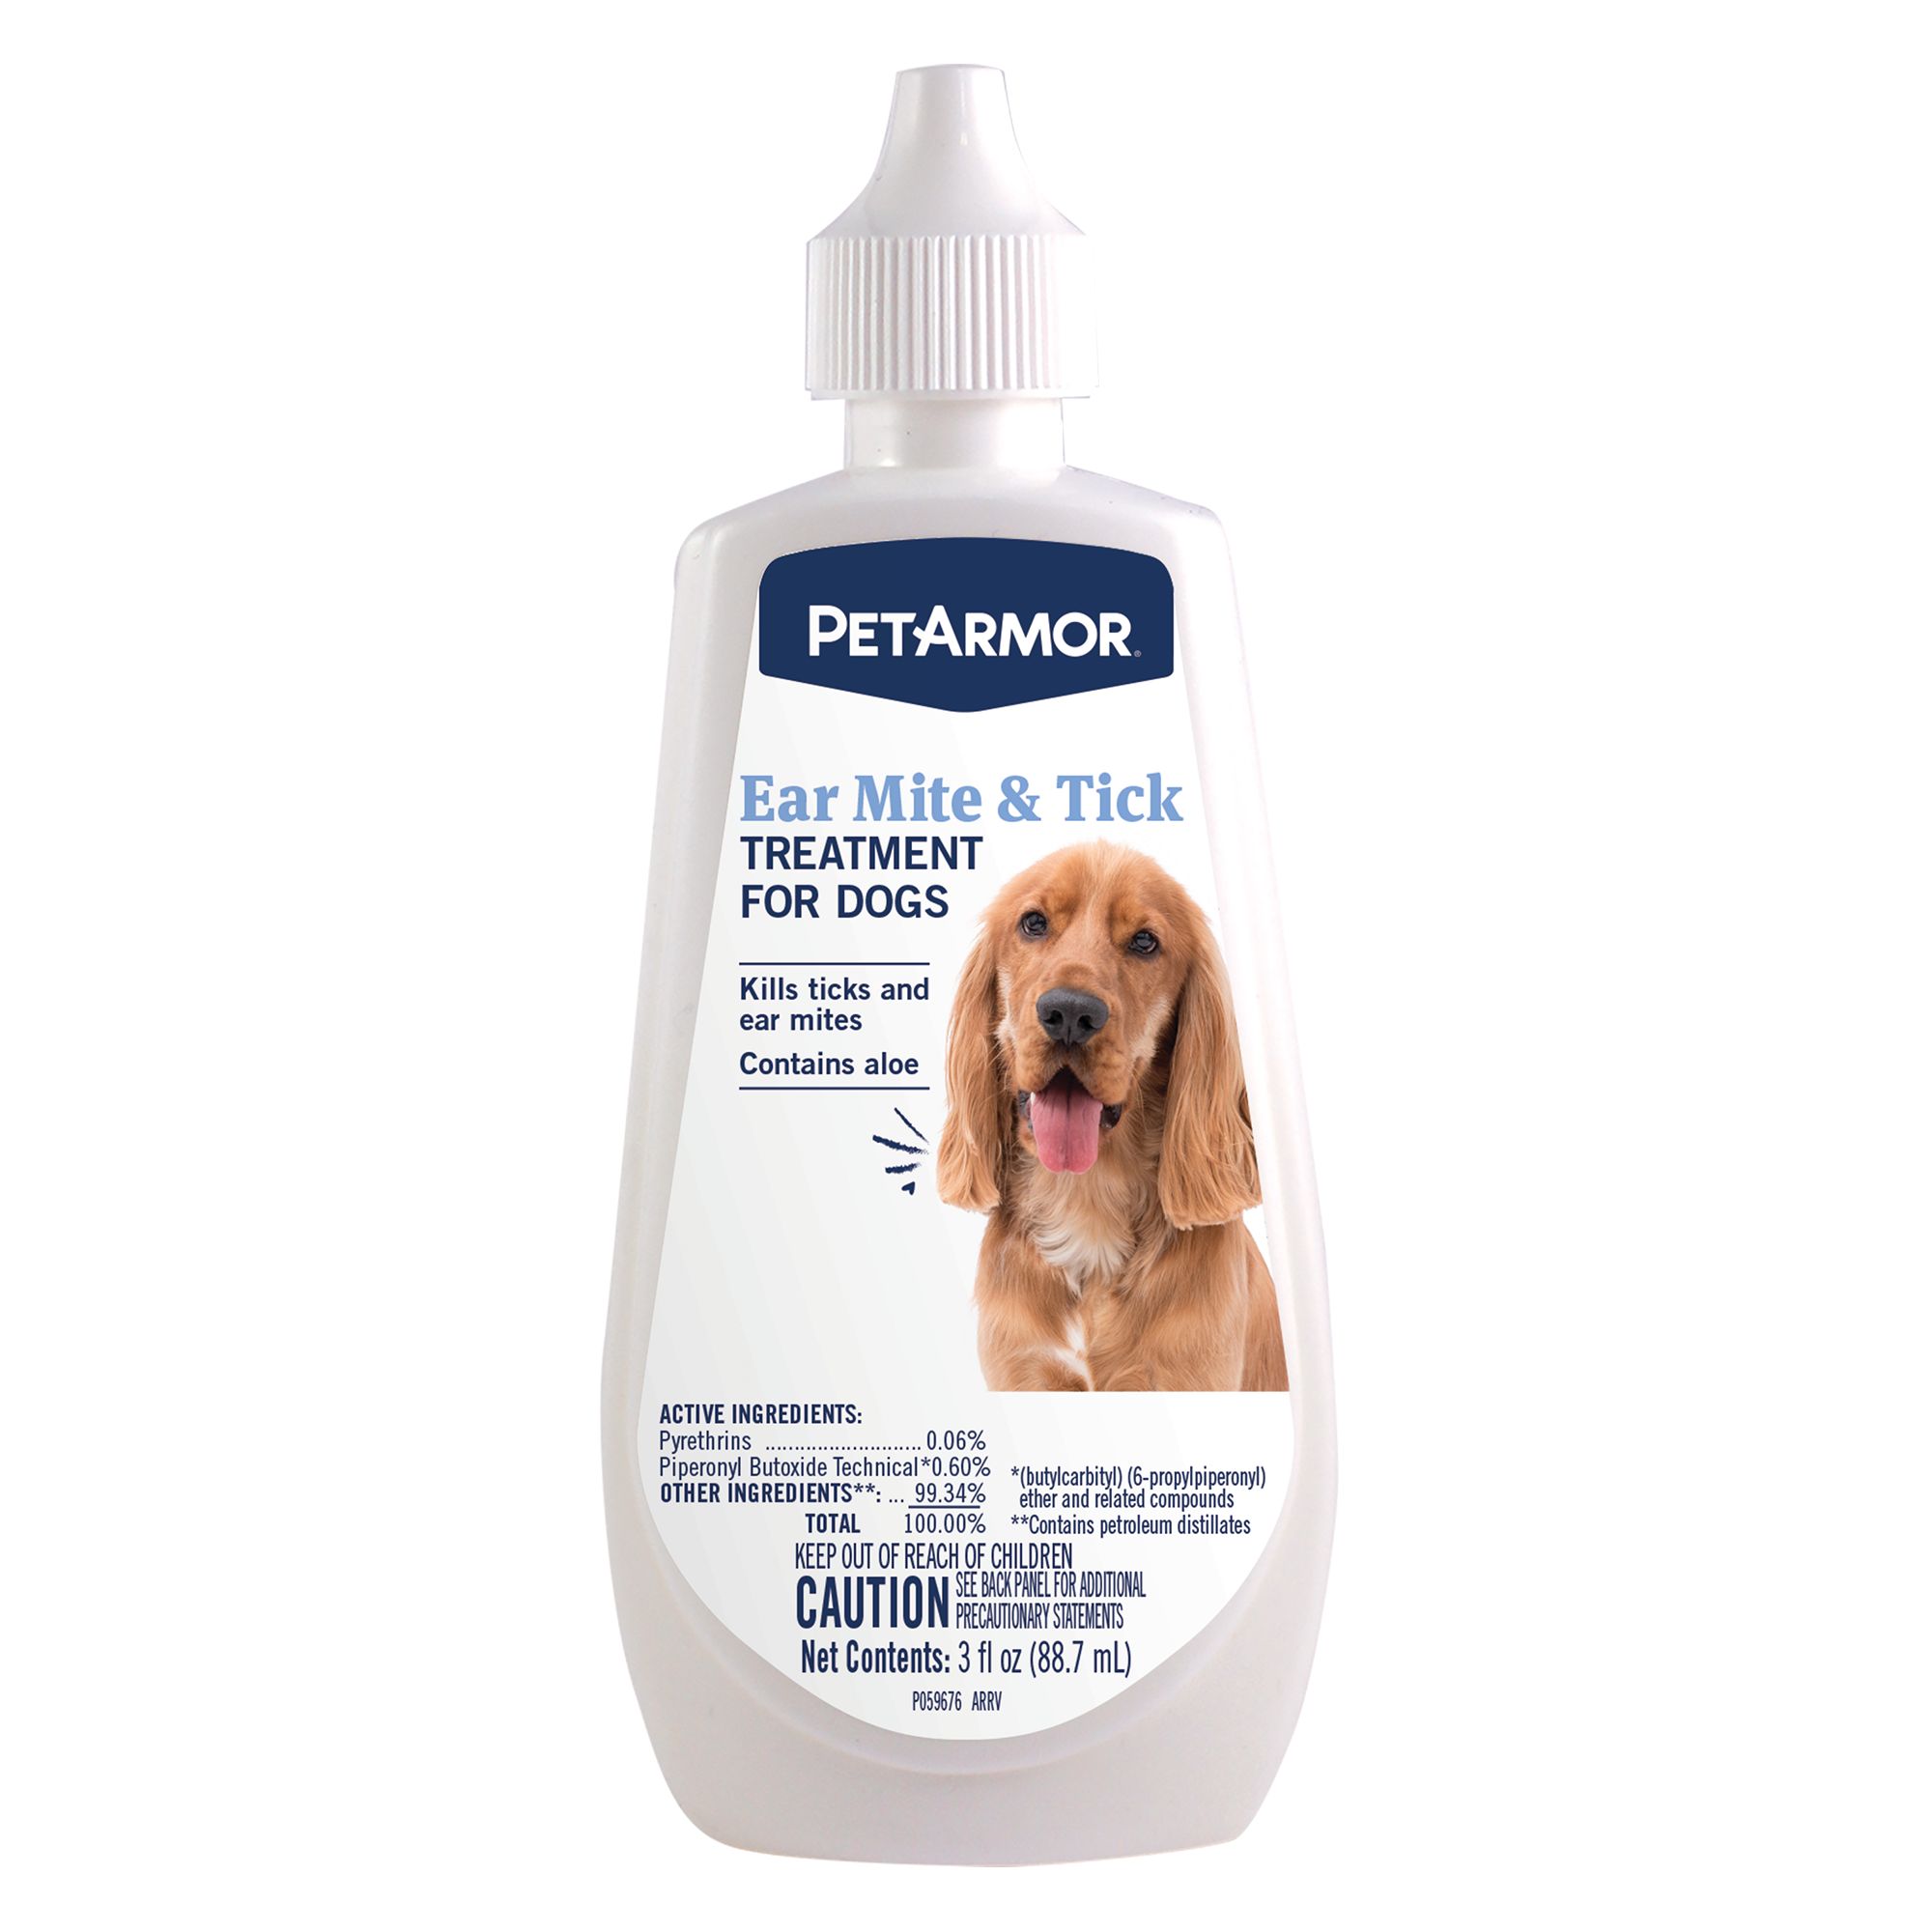 PETARMOR®
Ear Mite & Tick
TREATMENT
FOR DOGS
Kills ticks and
ear mites
Contains aloe
ACTIVE INGREDIENTS:
Pyrethrins ........................... 0.06%
Piperonyl Butoxide Technical*0.60%
OTHER INGREDIENTS**: ... 99.34%
TOTAL 100.00%
*(butylcarbityl) (6-propylpiperonyl)
ether and related compounds
**Contains petroleum distillates
KEEP OUT OF REACH OF CHILDREN
CAUTION SEE BACK PANEL FOR ADDITIONAL
PRECAUTIONARY STATEMENTS
Net Contents: 3 fl oz (88.7 mL)
P059676 ARRV